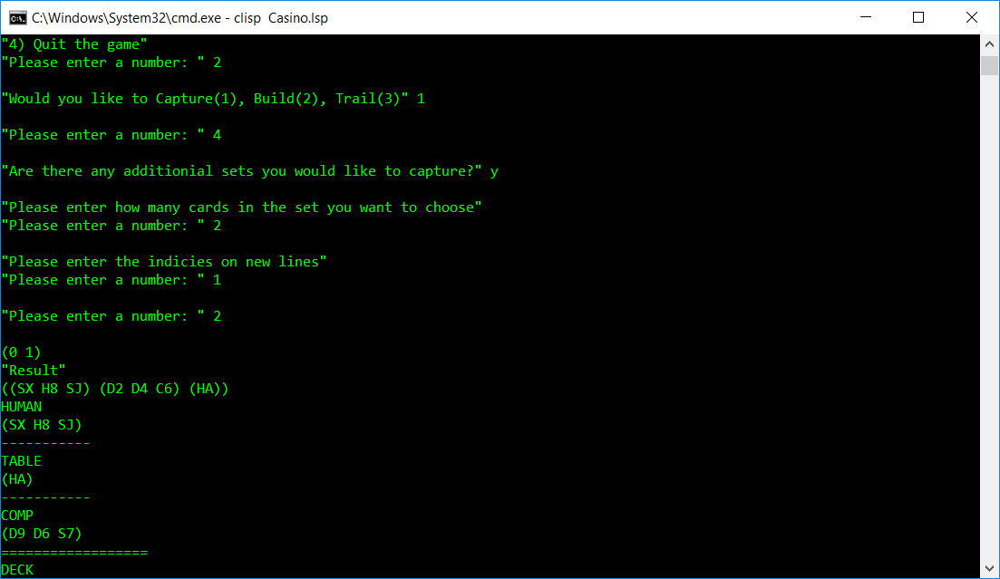 C:\Windows\System32\cmd.exe - clisp  Casino.lsp
"4) Quit the game"
"Please enter a number: " 2
"Would you like to Capture(1), Build(2), Trail(3)" 1
"Please enter a number: " 4
"Are there any additionial sets you would like to capture?" y
"Please enter how many cards in the set you want to choose"
"Please enter a number: " 2
"Please enter the indicies on new lines"
"Please enter a number: " 1
"Please enter a number: " 2
(0 1)
"Result"
((SX H8 SJ) (D2 D4 C6) (HA))
HUMAN
(SX H8 SJ)
-----------
TABLE
(HA)
-----------
COMP
(D9 D6 S7)
==================
DECK